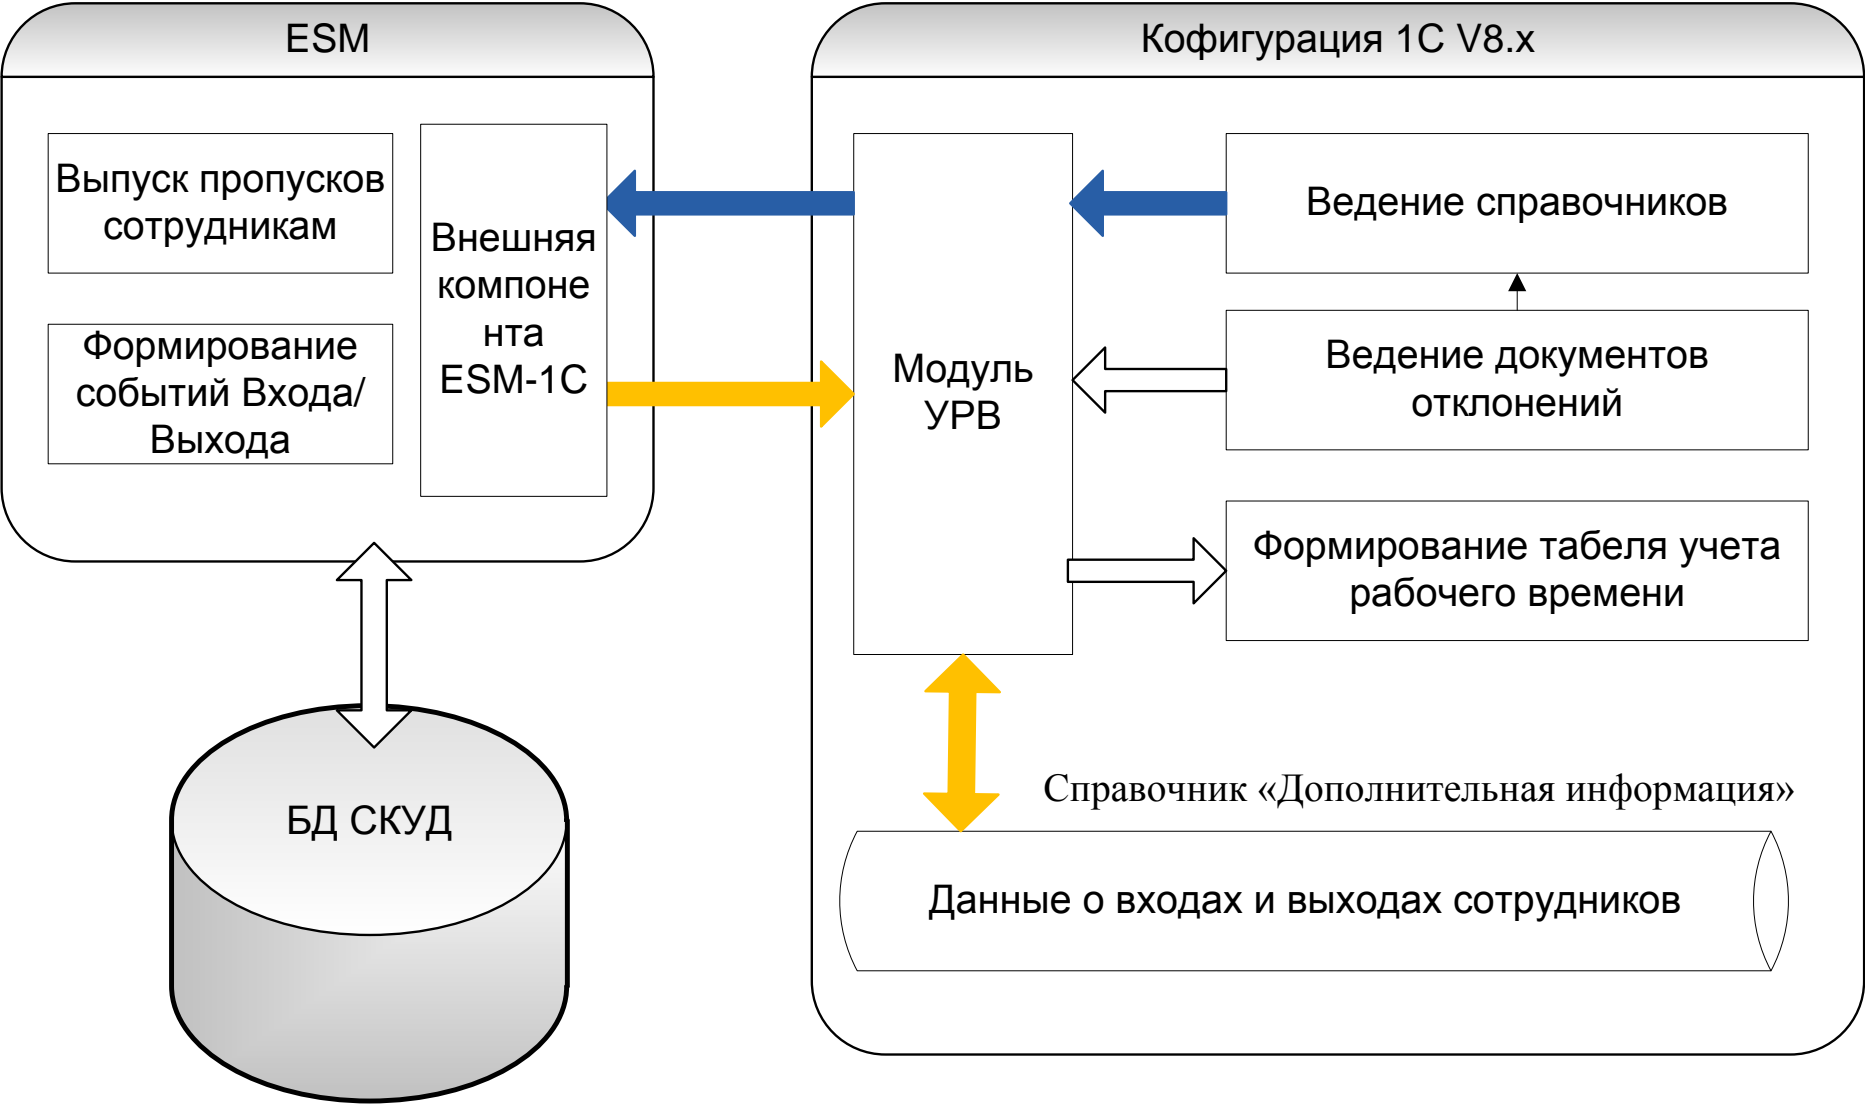 ESM
Выпуск пропусков
сотрудникам
Формирование
событий Входа/
Выхода
Внешняя
компоне
нта
ESM-1C
БД СКУД
Кофигурация 1C V8.x
Модуль
УРВ
Ведение справочников
Ведение документов
отклонений
Формирование табеля учета
рабочего времени
Справочник «Дополнительная информация»
Данные о входах и выходах сотрудников